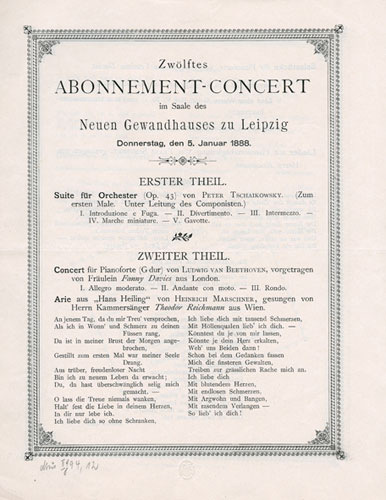 Zwölftes
ABONNEMENT-CONCERT
im Saale des
Neuen Gewandhauses zu Leipzig
Donnerstag, den 5. Januar 1888.
ERSTER THEIL.
Suite für Orchester (Op. 43) von PETER TSCHAIKOWSKY. (Zum
ersten Male. Unter Leitung des Componisten.)
I. Introduzione e Fuga. — II. Divertimento. — III. Intermezzo. —
IV. Marche miniature. — V. Gavotte.
ZWEITER THEIL.
Concert für Pianoforte (G dur) von LUDWIG VAN BEETHOVEN, vorgetragen
von Fräulein Fanny Davies aus London.
I. Allegro moderato. — II. Andante con moto. — III. Rondo.
Arie aus „Hans Heiling“ von HEINRICH MARSCHNER, gesungen von
Herrn Kammersänger Theodor Reichmann aus Wien.
An jenem Tag, da du mir Treu' versprochen,
Als ich in Wonn' und Schmerz zu deinen
Füssen rang,
Da ist in meiner Brust der Morgen ange-
brochen,
Gestillt zum ersten Mal war meiner Seele
Drang.
Aus trüber, freudenloser Nacht
Bin ich zu neuem Leben da erwacht;
Du, du hast überschwänglich selig mich
gemacht. —
O lass die Treue niemals wanken,
Halt' fest die Liebe in deinem Herzen,
In dir nur lebe ich.
Ich liebe dich so ohne Schranken,
Ich liebe dich mit tausend Schmerzen,
Mit Höllenqualen lieb' ich dich. —
Könntest du je von mir lassen,
Könnte je dein Herz erkalten,
Weh' uns Beiden dann!
Schon bei dem Gedanken fassen
Mich die finsteren Gewalten,
Treiben zur grässlichen Rache mich an.
Ich liebe dich
Mit blutendem Herzen,
Mit endlosen Schmerzen,
Mit Argwohn und Bangen,
Mit rasendem Verlangen —
So lieb' ich dich!